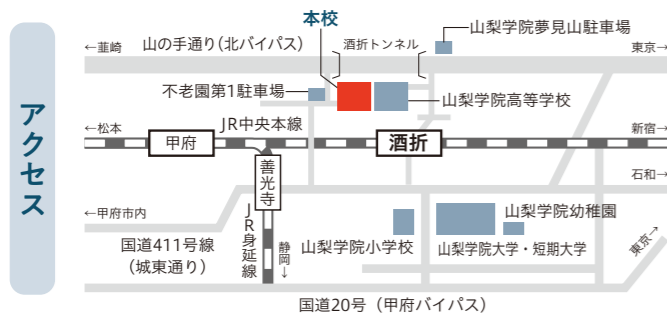 アクセス
本校
山梨学院夢見山駐車場
←韮崎
山の手通り(北バイパス)
酒折トンネル
東京→
不老園第1駐車場
山梨学院高等学校
←松本
JR中央本線
新宿→
甲府
酒折
善光寺
石和→
←甲府市内
JR身延線
静岡→
国道411号線
(城東通り)
山梨学院小学校
山梨学院幼稚園
山梨学院大学・短期大学
東京→
国道20号(甲府バイパス)